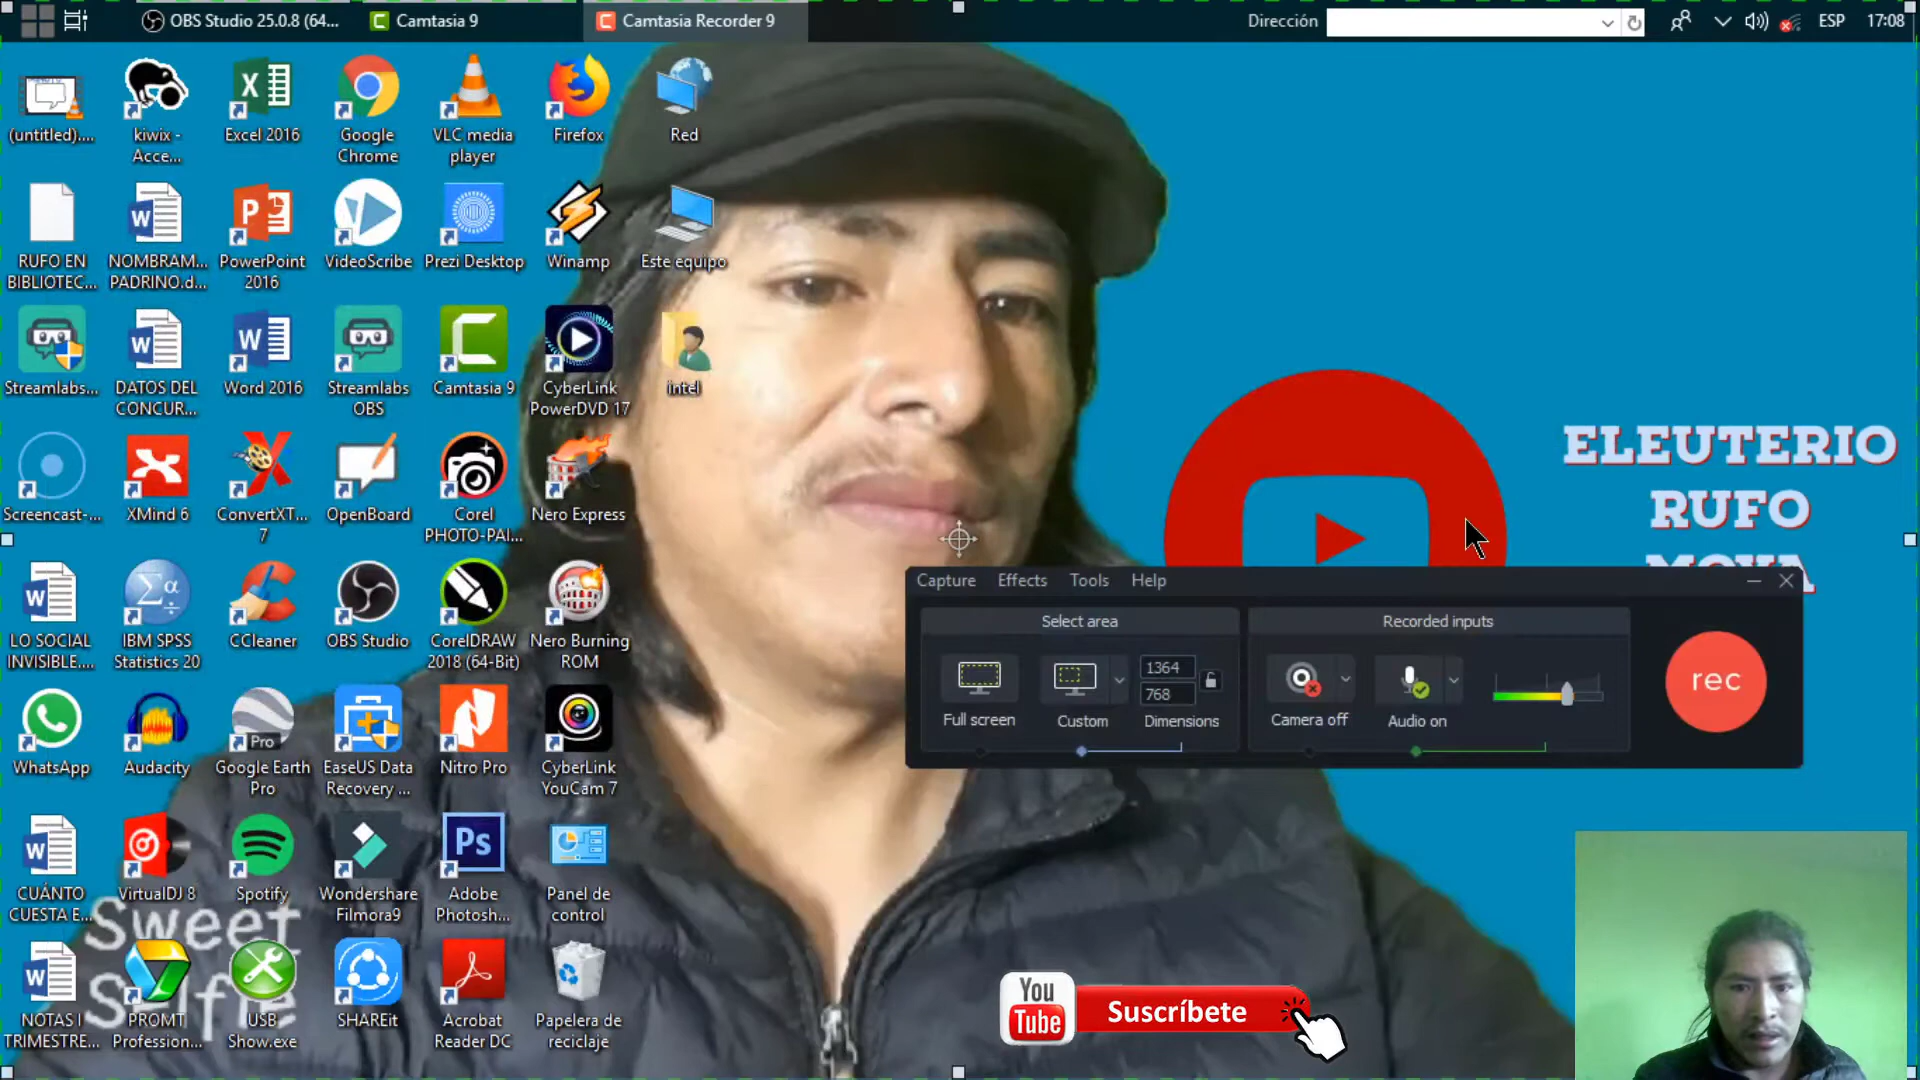 OBS Studio 25.0.8 (64...
Camtasia 9
Camtasia Recorder 9
Dirección
ESP
17:08
(untitled)....
kiwix -
Acce...
Excel 2016
Google
Chrome
VLC media
player
Firefox
Red
RUFO EN
BIBLIOTEC...
NOMBRAM...
PADRINO.d...
PowerPoint
2016
VideoScribe
Prezi Desktop
Winamp
Este equipo
Streamlabs...
DATOS DEL
CONCUR...
Word 2016
Streamlabs
OBS
Camtasia 9
CyberLink
PowerDVD 17
intel
Screencast-...
XMind 6
ConvertXT...
7
OpenBoard
Corel
PHOTO-PAI...
Nero Express
ELEUTERIO
RUFO
MOYA
LO SOCIAL
INVISIBLE....
IBM SPSS
Statistics 20
CCleaner
OBS Studio
CorelDRAW
2018 (64-Bit)
Nero Burning
ROM
Capture
Effects
Tools
Help
Select area
Recorded inputs
1364
768
Full screen
Custom
Dimensions
Camera off
Audio on
rec
WhatsApp
Audacity
Pro
Google Earth
Pro
EaseUS Data
Recovery ...
Nitro Pro
CyberLink
YouCam 7
CUÁNTO
CUESTA E...
VirtualDJ 8
Spotify
Wondershare
Filmora9
Ps
Adobe
Photosh...
Panel de
control
Sweet
Selfie
NOTAS I
TRIMESTRE...
PROMT
Profession...
USB
Show.exe
SHAREit
Acrobat
Reader DC
Papelera de
reciclaje
You
Tube
Suscríbete